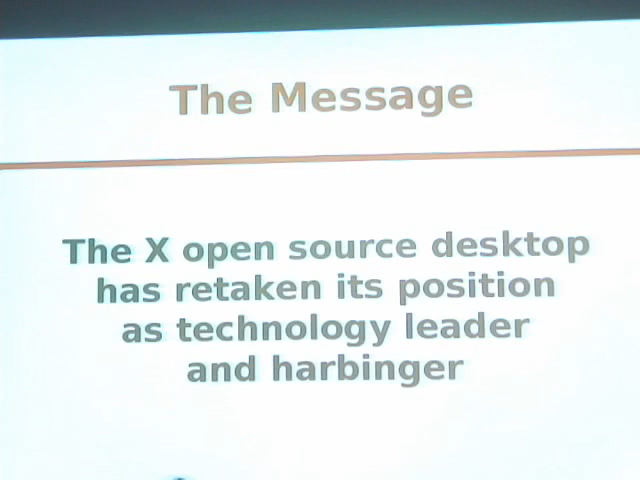 The Message
The X open source desktop
has retaken its position
as technology leader
and harbinger